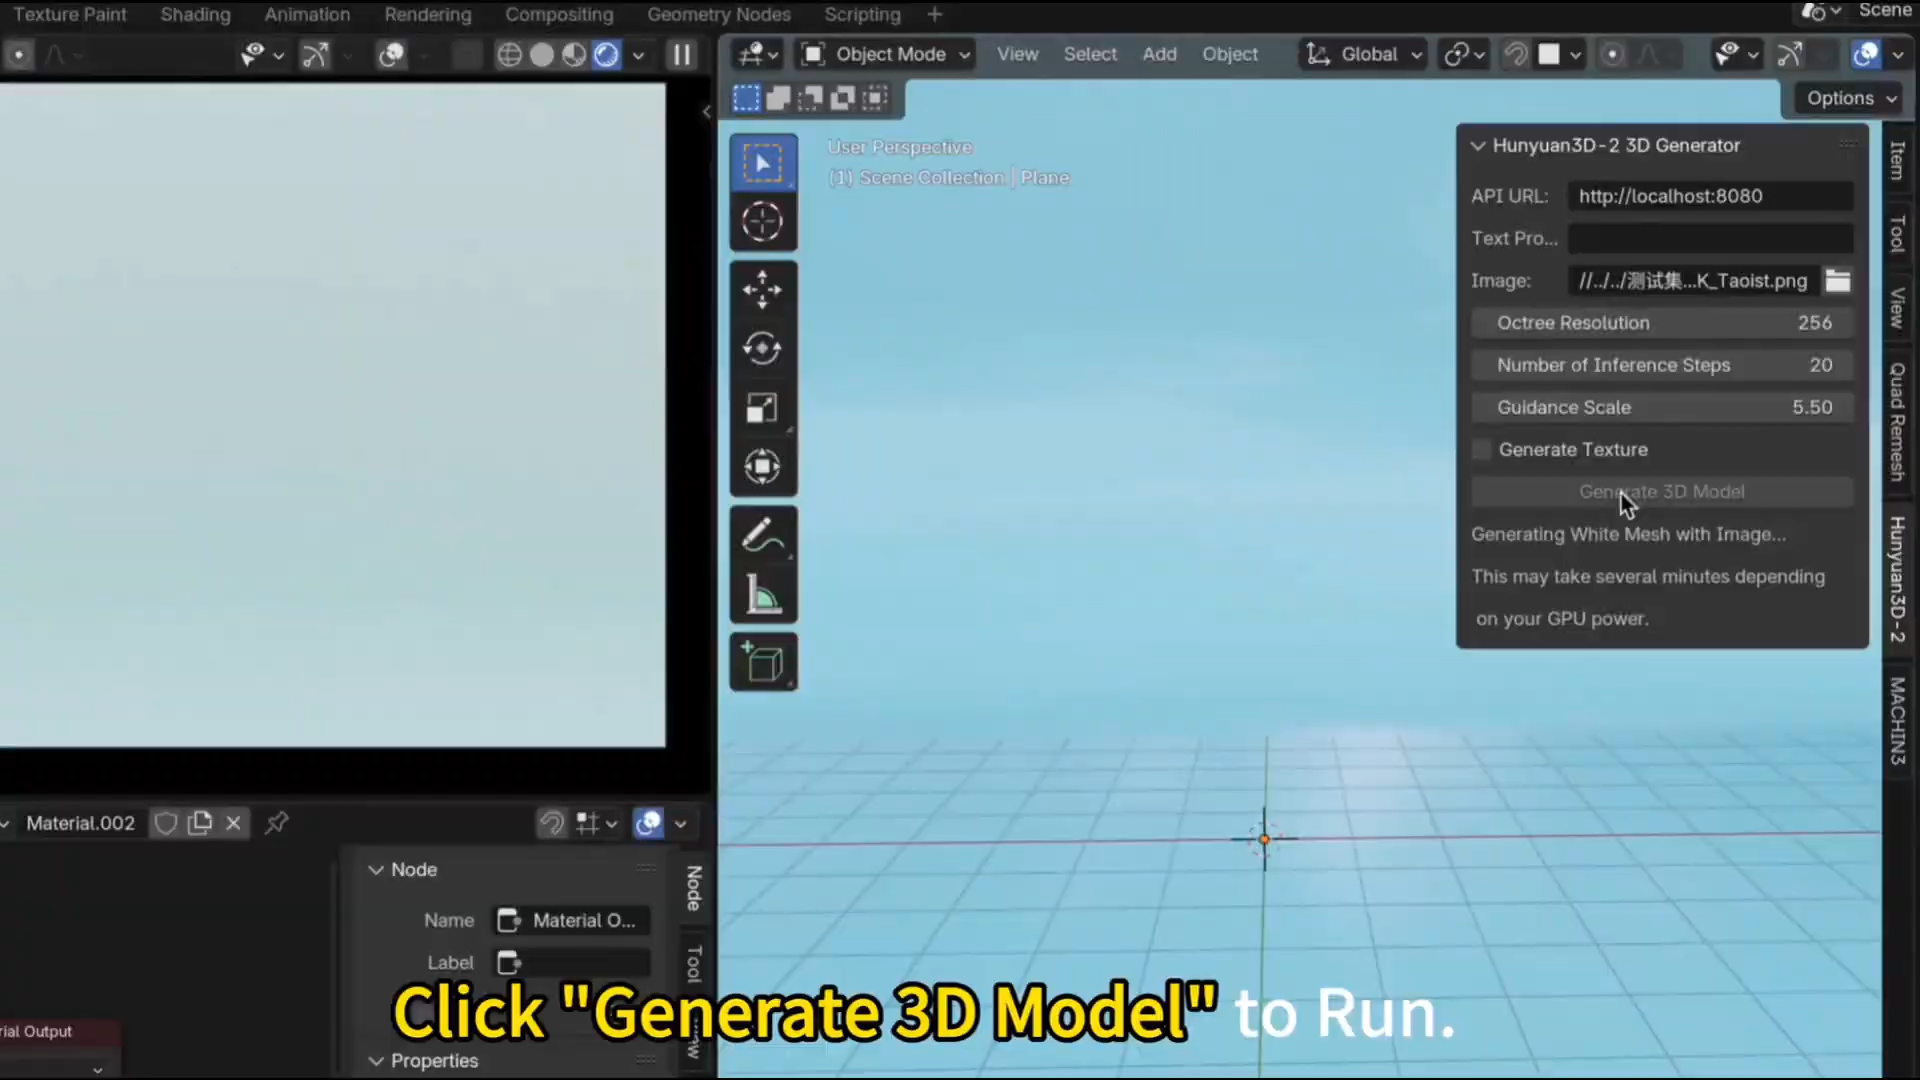 Texture Paint Shading Animation Rendering Compositing Geometry Nodes Scripting +
Scene
Object Mode View Select Add Object Global
Options
User Perspective
(1) Scene Collection | Plane
Hunyuan3D-2 3D Generator
API URL: http://localhost:8080
Text Pro...
Image: //../../测试集...K_Taoist.png
Octree Resolution 256
Number of Inference Steps 20
Guidance Scale 5.50
Generate Texture
Generate 3D Model
Generating White Mesh with Image...
This may take several minutes depending
on your GPU power.
Item
Tool
View
Quad Remesh
Hunyuan3D-2
MACHIN3
Material.002
Node
Name Material O...
Label
Properties
Node
Tool
rial Output
Click "Generate 3D Model" to Run.